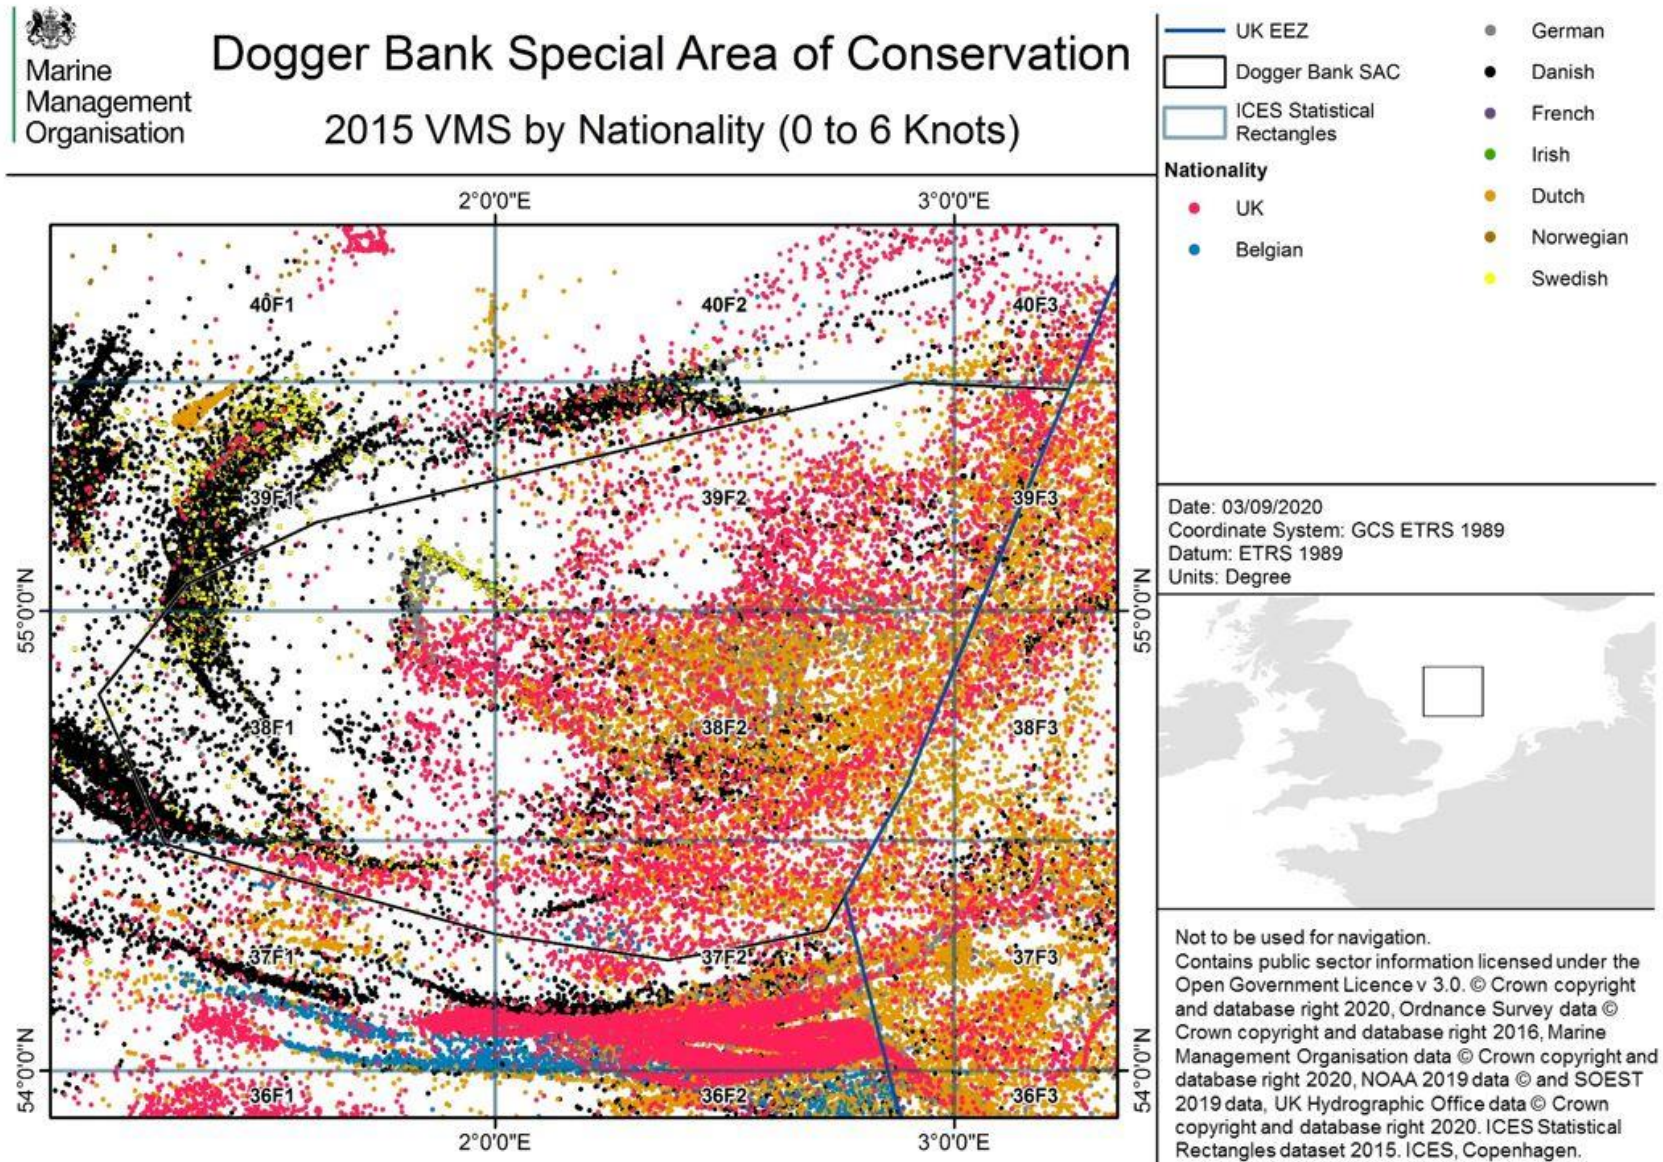 Marine
Management
Organisation
Dogger Bank Special Area of Conservation
2015 VMS by Nationality (0 to 6 Knots)
UK EEZ
Dogger Bank SAC
ICES Statistical
Rectangles
Nationality
UK
Belgian
German
Danish
French
Irish
Dutch
Norwegian
Swedish
2°0'0"E
3°0'0"E
40F1
40F2
40F3
39F1
39F2
39F3
55°0'0"N
55°0'0"N
38F1
38F2
38F3
37F1
37F2
37F3
54°0'0"N
54°0'0"N
36F1
36F2
36F3
2°0'0"E
3°0'0"E
Date: 03/09/2020
Coordinate System: GCS ETRS 1989
Datum: ETRS 1989
Units: Degree
Not to be used for navigation.
Contains public sector information licensed under the
Open Government Licence v 3.0. © Crown copyright
and database right 2020, Ordnance Survey data ©
Crown copyright and database right 2016, Marine
Management Organisation data © Crown copyright and
database right 2020, NOAA 2019 data © and SOEST
2019 data, UK Hydrographic Office data © Crown
copyright and database right 2020. ICES Statistical
Rectangles dataset 2015. ICES, Copenhagen.